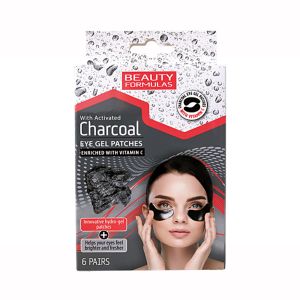 BEAUTY
FORMULAS
With Activated
Charcoal
EYE GEL PATCHES
ENRICHED WITH VITAMIN C
Innovative hydro-gel
patches
+
Helps your eyes feel
brighter and fresher
6 PAIRS